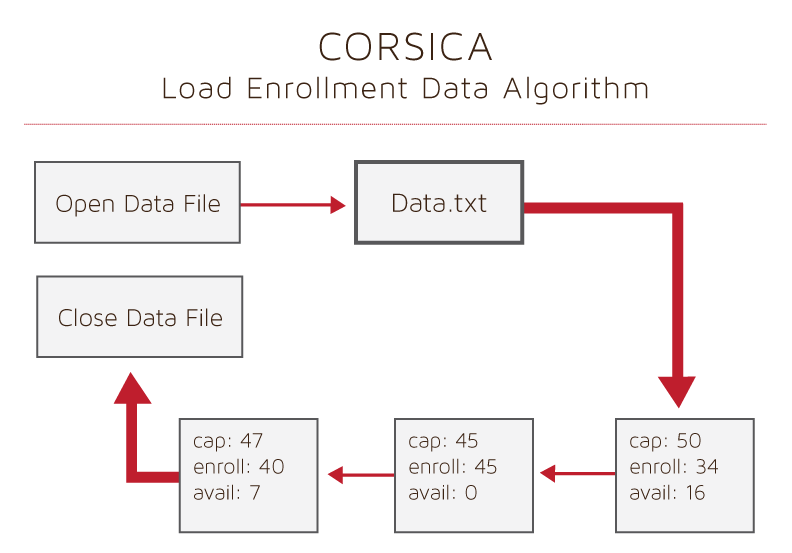 CORSICA
Load Enrollment Data Algorithm
Open Data File
Data.txt
Close Data File
cap: 47
enroll: 40
avail: 7
cap: 45
enroll: 45
avail: 0
cap: 50
enroll: 34
avail: 16